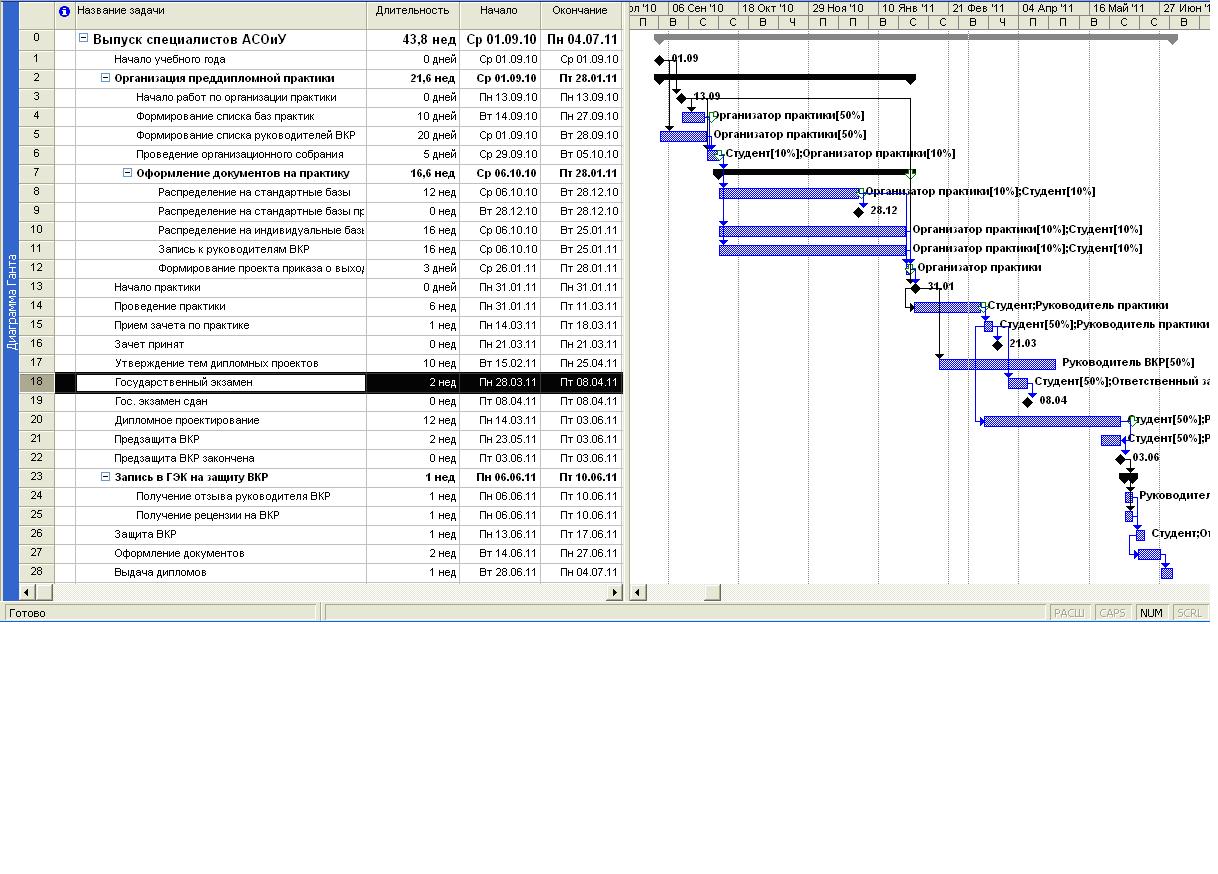 Название задачи Длительность Начало Окончание
ол '10 06 Сен '10 18 Окт '10 29 Ноя '10 10 Янв '11 21 Фев '11 04 Апр '11 16 Май '11 27 Июн '1
П В С С В Ч П П В С С В Ч П П В С С В
0 Выпуск специалистов АСОиУ 43,8 нед Ср 01.09.10 Пн 04.07.11
1 Начало учебного года 0 дней Ср 01.09.10 Ср 01.09.10 01.09
2 Организация преддипломной практики 21,6 нед Ср 01.09.10 Пт 28.01.11
3 Начало работ по организации практики 0 дней Пн 13.09.10 Пн 13.09.10 13.09
4 Формирование списка баз практик 10 дней Вт 14.09.10 Пн 27.09.10 Организатор практики[50%]
5 Формирование списка руководителей ВКР 20 дней Ср 01.09.10 Вт 28.09.10 Организатор практики[50%]
6 Проведение организационного собрания 5 дней Ср 29.09.10 Вт 05.10.10 Студент[10%];Организатор практики[10%]
7 Оформление документов на практику 16,6 нед Ср 06.10.10 Пт 28.01.11
8 Распределение на стандартные базы 12 нед Ср 06.10.10 Вт 28.12.10 Организатор практики[10%];Студент[10%]
9 Распределение на стандартные базы пр 0 нед Вт 28.12.10 Вт 28.12.10 28.12
10 Распределение на индивидуальные базы 16 нед Ср 06.10.10 Вт 25.01.11 Организатор практики[10%];Студент[10%]
11 Запись к руководителям ВКР 16 нед Ср 06.10.10 Вт 25.01.11 Организатор практики[10%];Студент[10%]
12 Формирование проекта приказа о выход 3 дней Ср 26.01.11 Пт 28.01.11 Организатор практики
13 Начало практики 0 дней Пн 31.01.11 Пн 31.01.11 31.01
14 Проведение практики 6 нед Пн 31.01.11 Пт 11.03.11 Студент;Руководитель практики
15 Прием зачета по практике 1 нед Пн 14.03.11 Пт 18.03.11 Студент[50%];Руководитель практики
16 Зачет принят 0 нед Пн 21.03.11 Пн 21.03.11 21.03
17 Утверждение тем дипломных проектов 10 нед Вт 15.02.11 Пн 25.04.11 Руководитель ВКР[50%]
18 Государственный экзамен 2 нед Пн 28.03.11 Пт 08.04.11 Студент[50%];Ответственный за
19 Гос. экзамен сдан 0 нед Пт 08.04.11 Пт 08.04.11 08.04
20 Дипломное проектирование 12 нед Пн 14.03.11 Пт 03.06.11 Студент[50%];Р
21 Предзащита ВКР 2 нед Пн 23.05.11 Пт 03.06.11 Студент[50%];Р
22 Предзащита ВКР закончена 0 нед Пт 03.06.11 Пт 03.06.11 03.06
23 Запись в ГЭК на защиту ВКР 1 нед Пн 06.06.11 Пт 10.06.11
24 Получение отзыва руководителя ВКР 1 нед Пн 06.06.11 Пт 10.06.11 Руководител
25 Получение рецензии на ВКР 1 нед Пн 06.06.11 Пт 10.06.11
26 Защита ВКР 1 нед Пн 13.06.11 Пт 17.06.11 Студент;От
27 Оформление документов 2 нед Вт 14.06.11 Пн 27.06.11
28 Выдача дипломов 1 нед Вт 28.06.11 Пн 04.07.11
Диаграмма Ганта
Готово РАСШ CAPS NUM SCRL